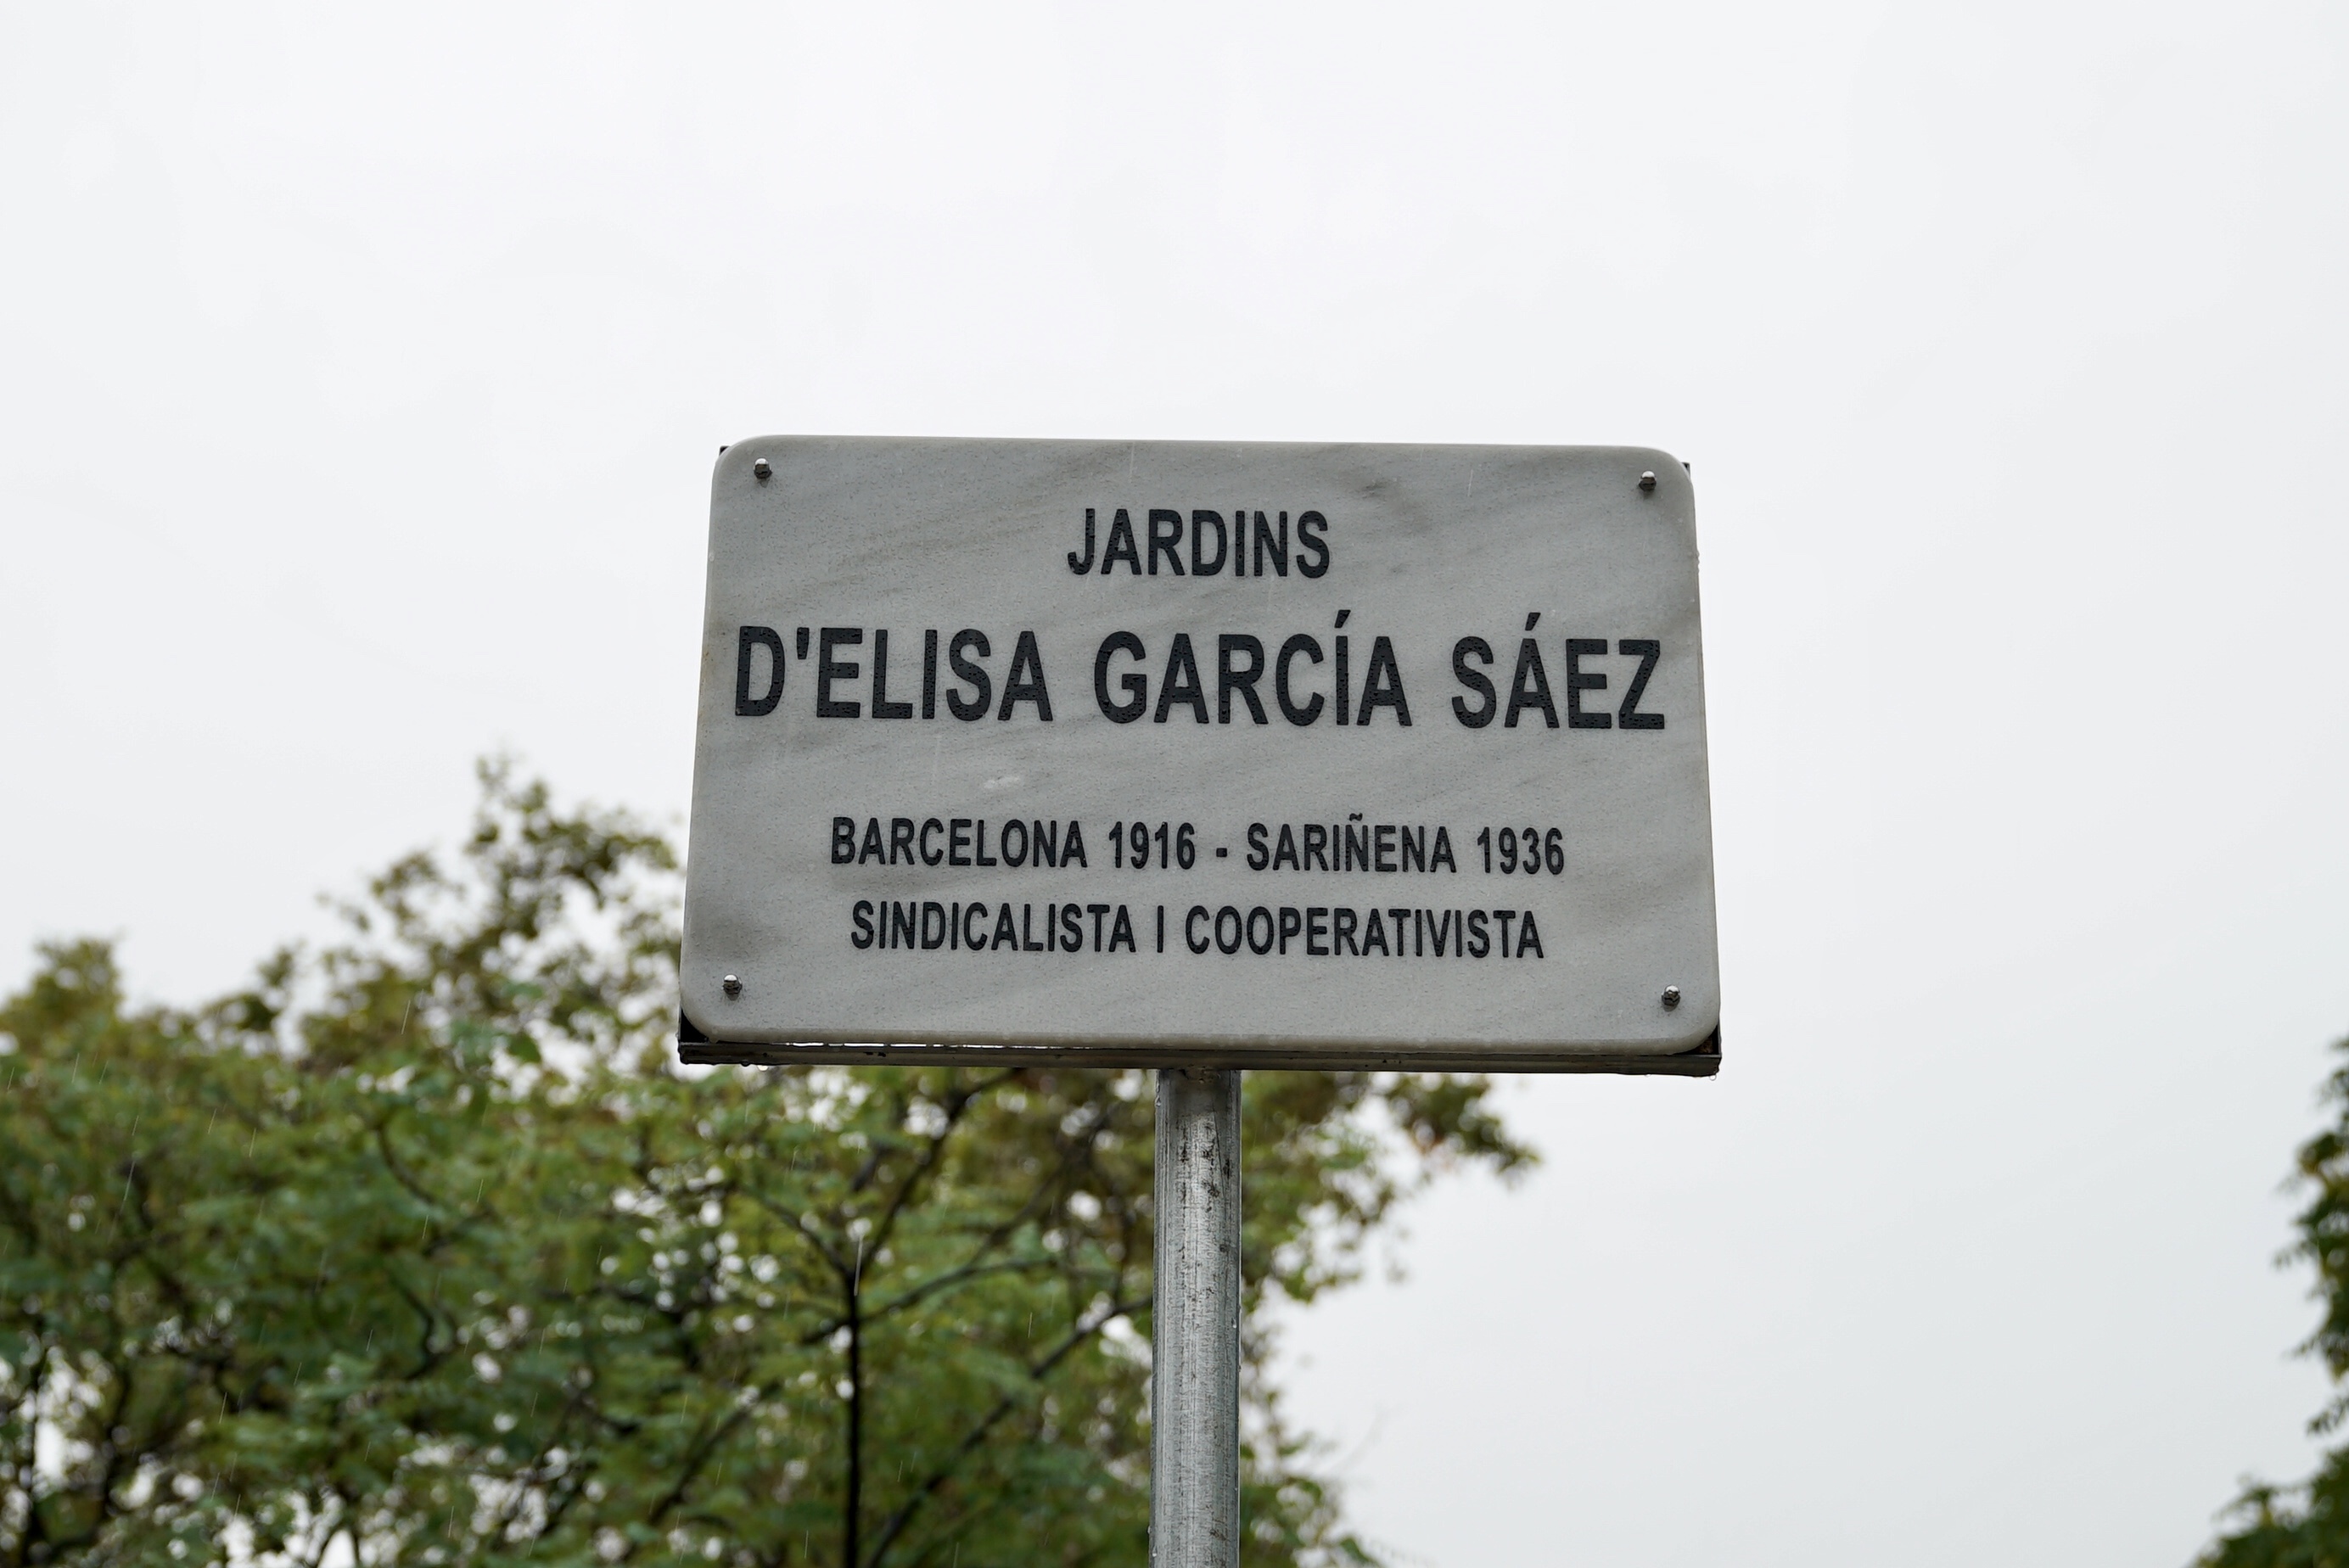 JARDINS
D'ELISA GARCÍA SÁEZ
BARCELONA 1916 - SARIÑENA 1936
SINDICALISTA I COOPERATIVISTA